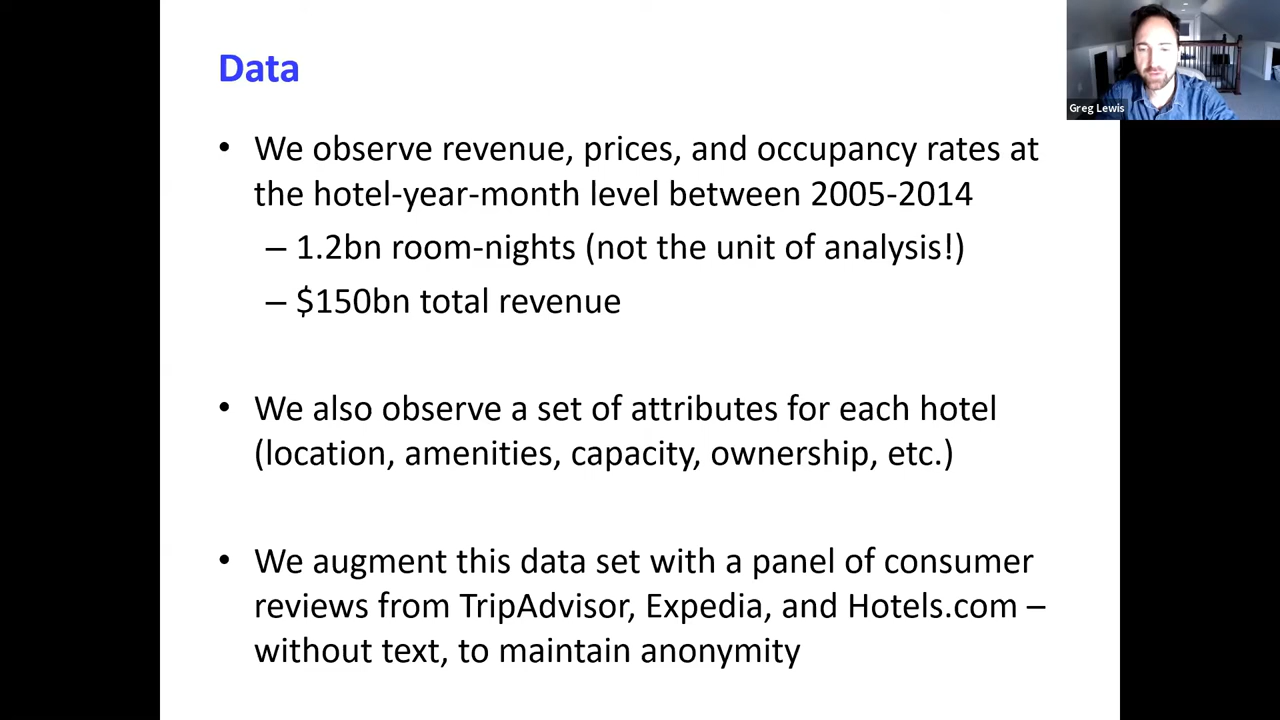 Data
• We observe revenue, prices, and occupancy rates at
the hotel-year-month level between 2005-2014
– 1.2bn room-nights (not the unit of analysis!)
– $150bn total revenue
• We also observe a set of attributes for each hotel
(location, amenities, capacity, ownership, etc.)
• We augment this data set with a panel of consumer
reviews from TripAdvisor, Expedia, and Hotels.com –
without text, to maintain anonymity
Greg Lewis